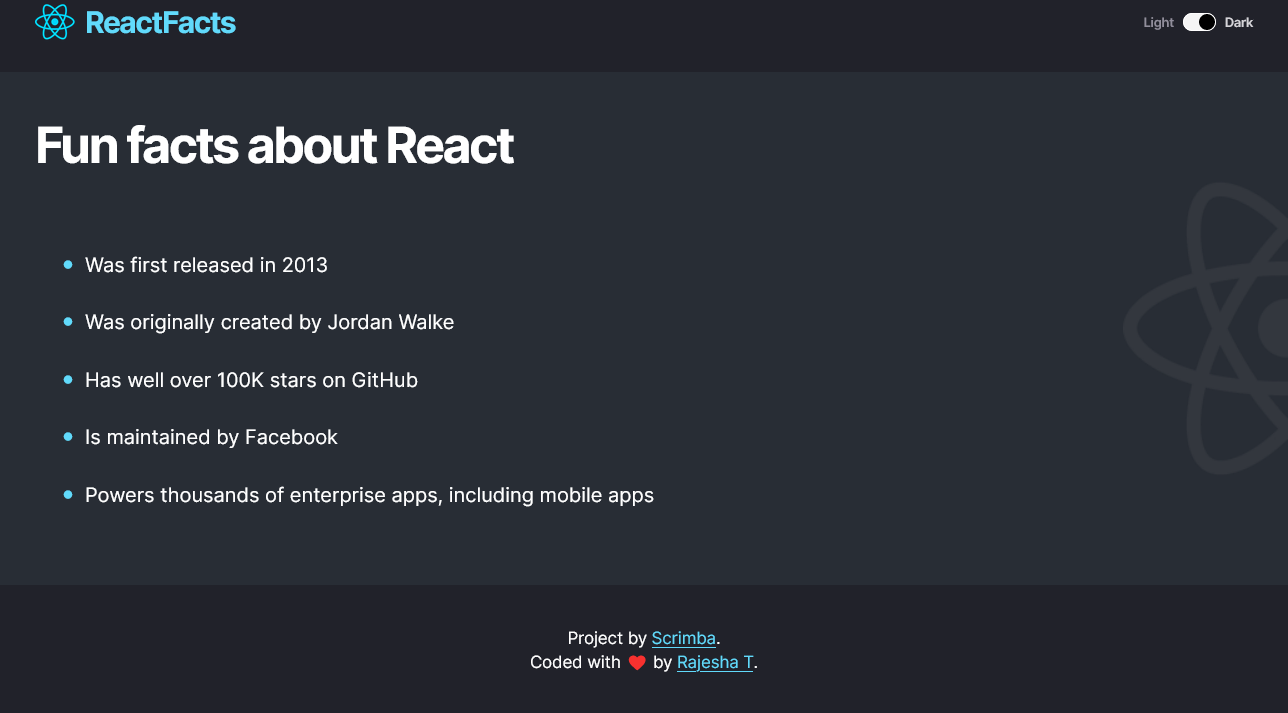 ReactFacts
Light Dark
Fun facts about React
Was first released in 2013
Was originally created by Jordan Walke
Has well over 100K stars on GitHub
Is maintained by Facebook
Powers thousands of enterprise apps, including mobile apps
Project by Scrimba.
Coded with ❤ by Rajesha T.